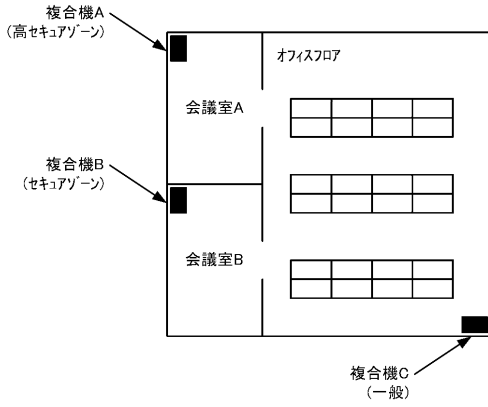 複合機A
(高セキュアゾーン)
オフィスフロア
会議室A
複合機B
(セキュアゾーン)
会議室B
複合機C
(一般)